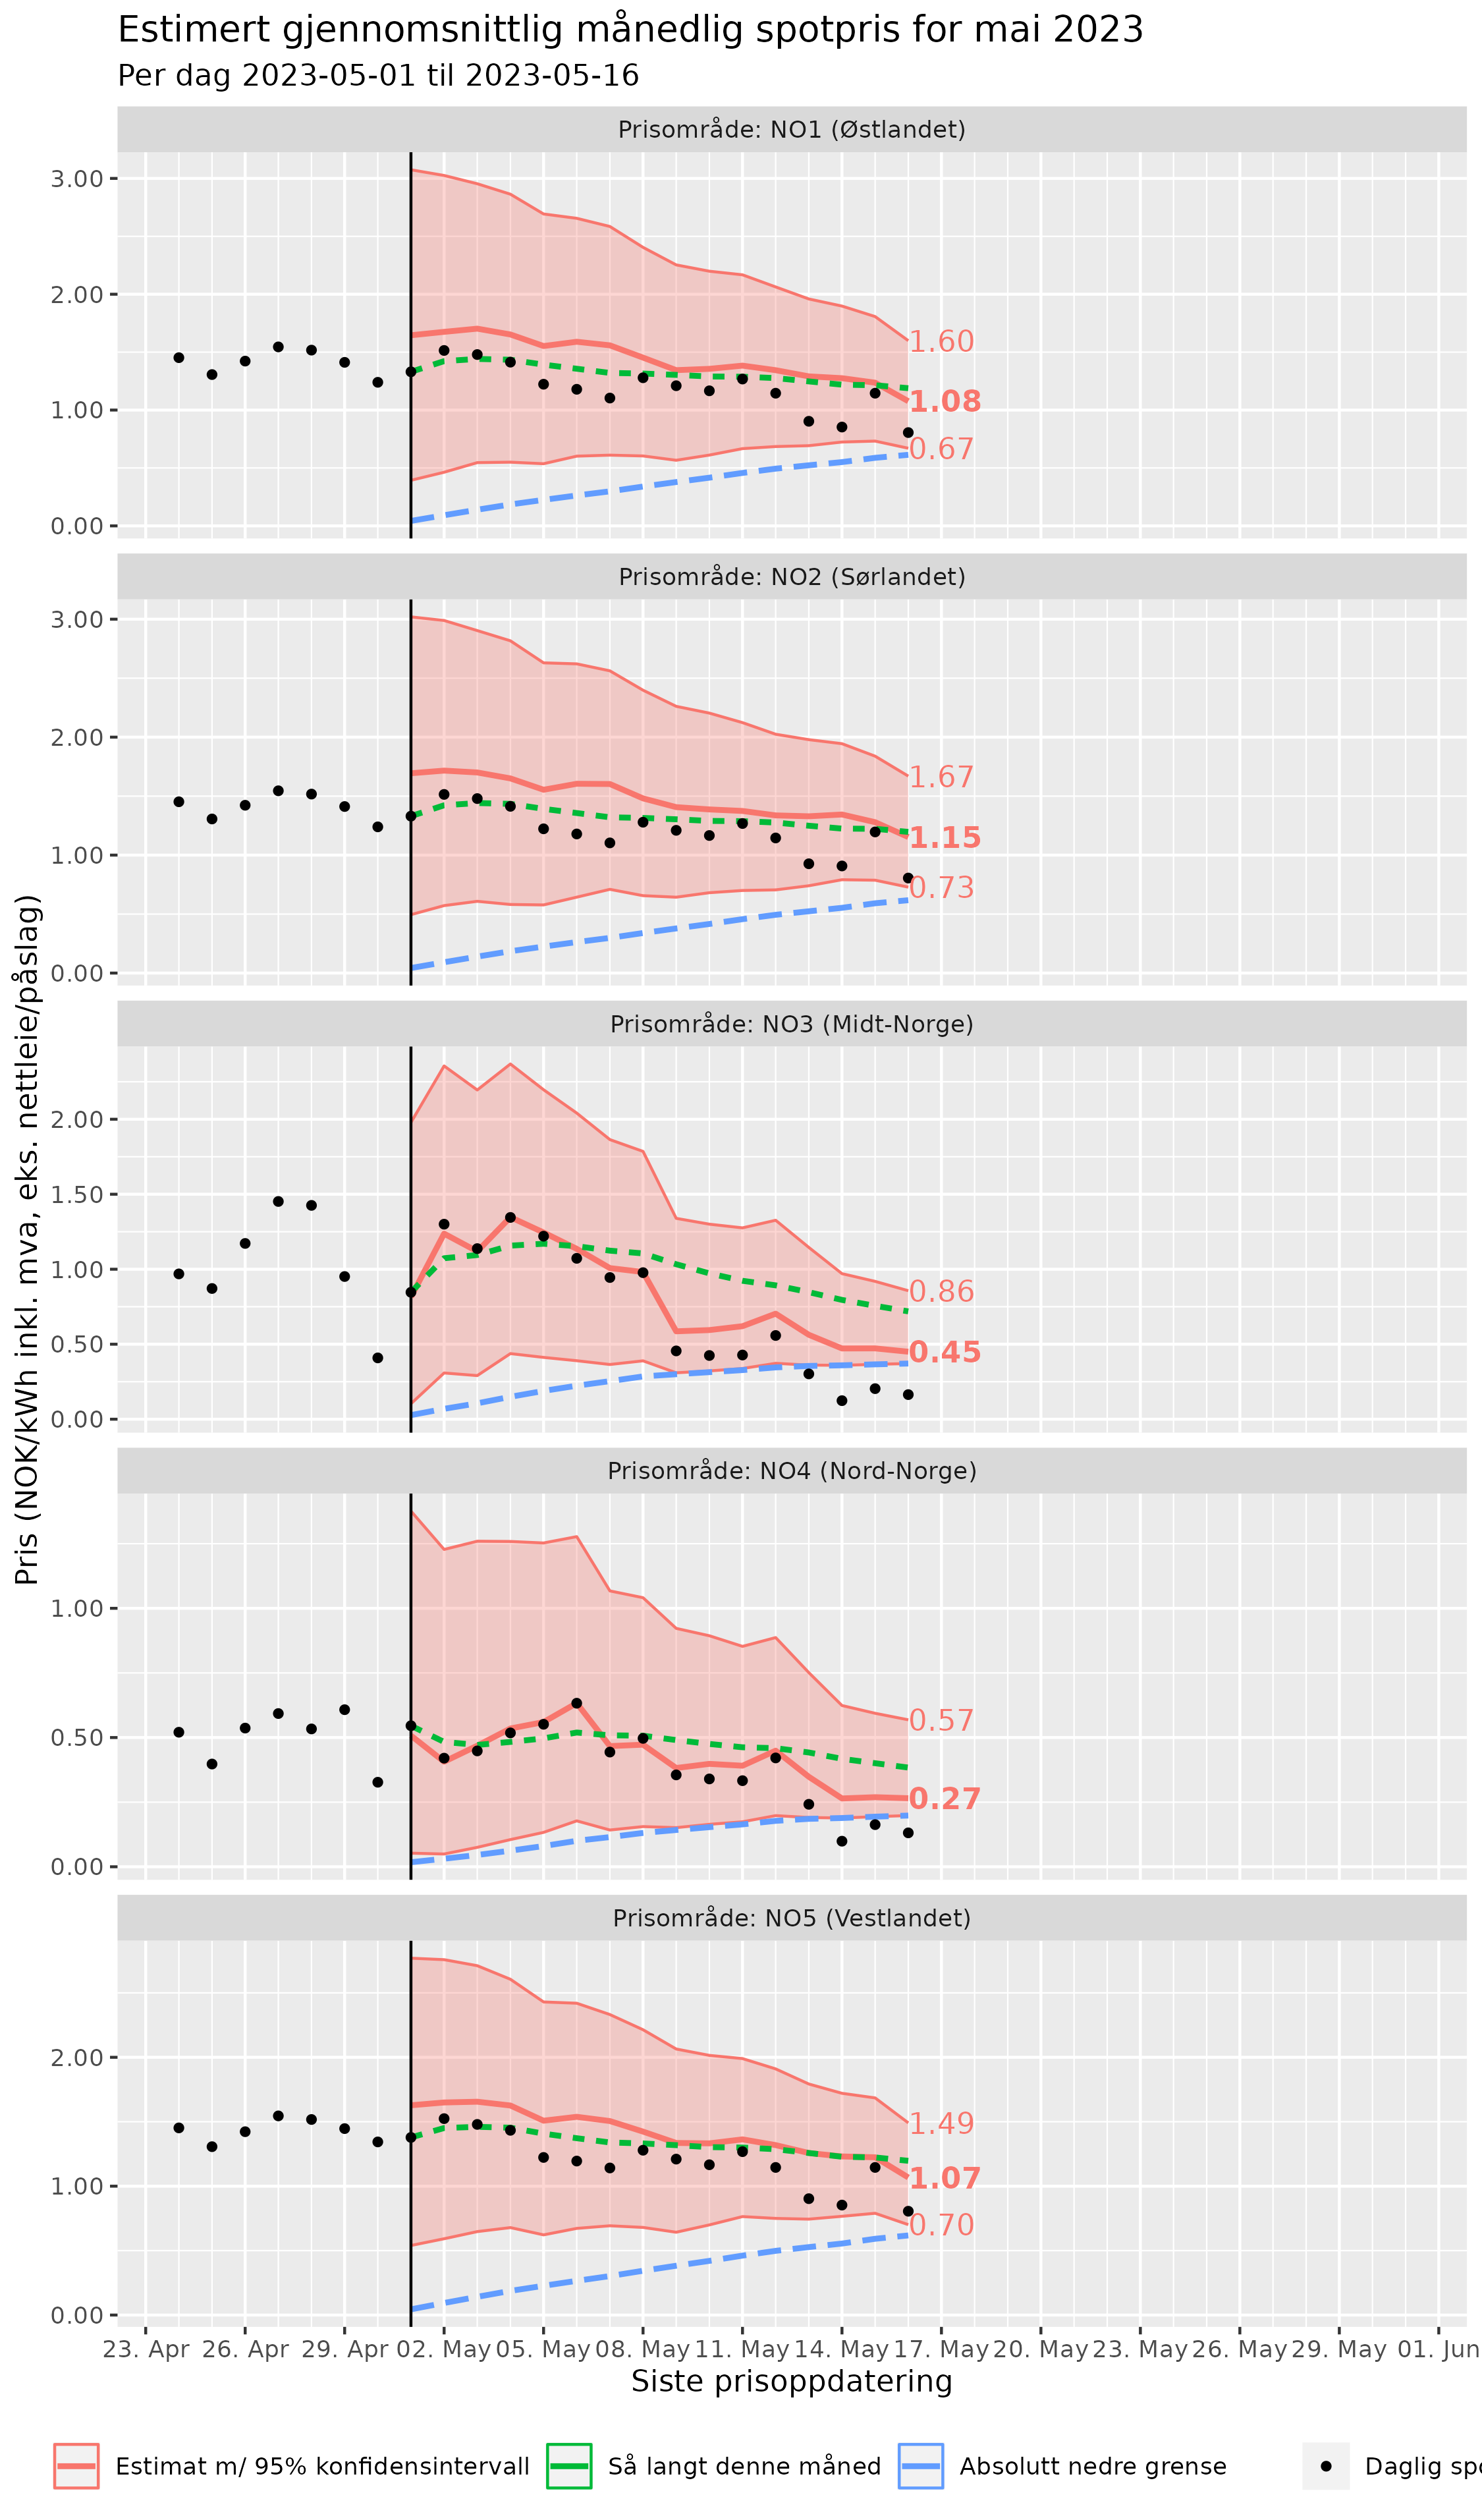 Estimert gjennomsnittlig månedlig spotpris for mai 2023
Per dag 2023-05-01 til 2023-05-16
Prisområde: NO1 (Østlandet)
3.00
2.00
1.00
0.00
1.60
1.08
0.67
Prisområde: NO2 (Sørlandet)
3.00
2.00
1.00
0.00
1.67
1.15
0.73
Prisområde: NO3 (Midt-Norge)
2.00
1.50
1.00
0.50
0.00
0.86
0.45
Prisområde: NO4 (Nord-Norge)
1.00
0.50
0.00
0.57
0.27
Prisområde: NO5 (Vestlandet)
2.00
1.00
0.00
1.49
1.07
0.70
Pris (NOK/kWh inkl. mva, eks. nettleie/påslag)
23. Apr 26. Apr 29. Apr 02. May 05. May 08. May 11. May 14. May 17. May 20. May 23. May 26. May 29. May 01. Jun
Siste prisoppdatering
Estimat m/ 95% konfidensintervall Så langt denne måned Absolutt nedre grense Daglig